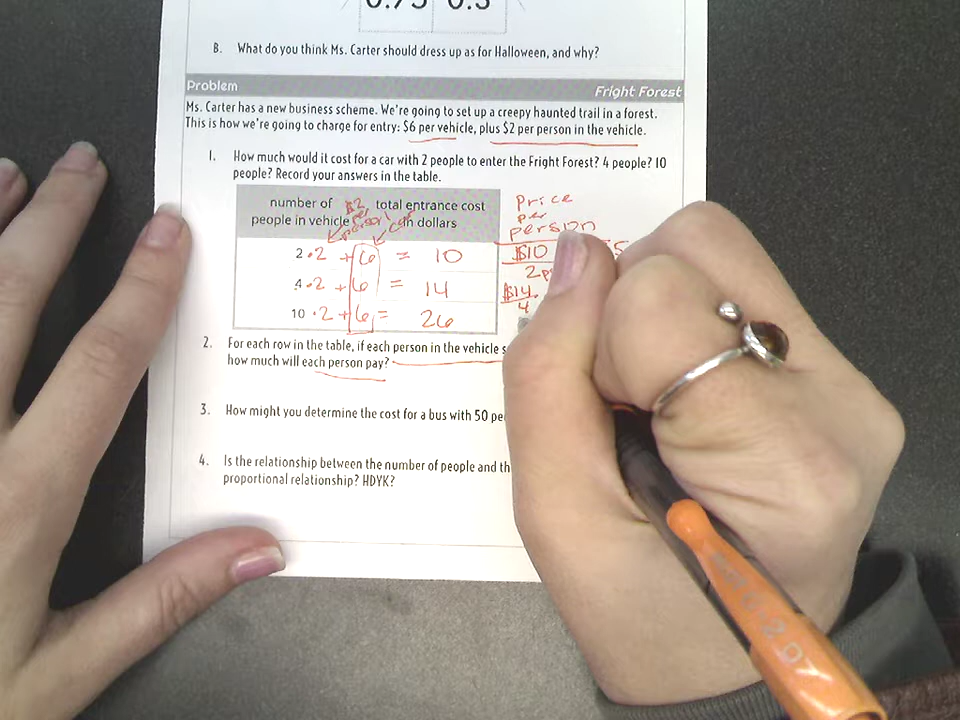 0.75 0.5
B. What do you think Ms. Carter should dress up as for Halloween, and why?
Problem Fright Forest
Ms. Carter has a new business scheme. We're going to set up a creepy haunted trail in a forest.
This is how we're going to charge for entry: $6 per vehicle, plus $2 per person in the vehicle.
1. How much would it cost for a car with 2 people to enter the Fright Forest? 4 people? 10
people? Record your answers in the table.
number of people in vehicle
$2 per person
car
total entrance cost in dollars
Price
per
person
2 •2 +6 = 10
4 •2 +6 = 14
10 •2 +6 = 26
$10
2p
$14
4
2. For each row in the table, if each person in the vehicle
how much will each person pay?
3. How might you determine the cost for a bus with 50
4. Is the relationship between the number of people and
proportional relationship? HDYK?